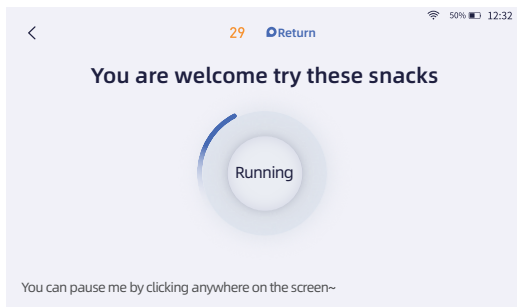 50% 12:32
29 Return
You are welcome try these snacks
Running
You can pause me by clicking anywhere on the screen~